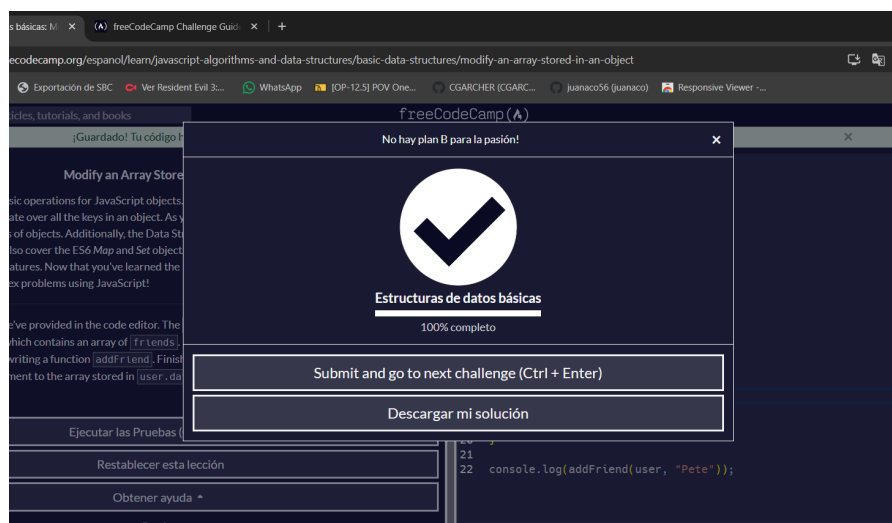 s básicas: M
freeCodeCamp Challenge Guid
ecodecamp.org/espanol/learn/javascript-algorithms-and-data-structures/basic-data-structures/modify-an-array-stored-in-an-object
Exportación de SBC
Ver Resident Evil 3:...
WhatsApp
[OP-12.5] POV One...
CGARCHER (CGARC...
juanaco56 (juanaco)
Responsive Viewer -...
ticles, tutorials, and books
freeCodeCamp
¡Guardado! Tu código h
No hay plan B para la pasión!
Modify an Array Store
sic operations for JavaScript objects.
ate over all the keys in an object. As y
s of objects. Additionally, the Data St
lso cover the ES6 Map and Set object
atures. Now that you've learned the
ex problems using JavaScript!
Estructuras de datos básicas
100% completo
e've provided in the code editor. The
which contains an array of friends.
writing a function addFriend. Finish
ment to the array stored in user.da
Submit and go to next challenge (Ctrl + Enter)
Descargar mi solución
Ejecutar las Pruebas (
Restablecer esta lección
Obtener ayuda
20 }
21
22 console.log(addFriend(user, "Pete"));